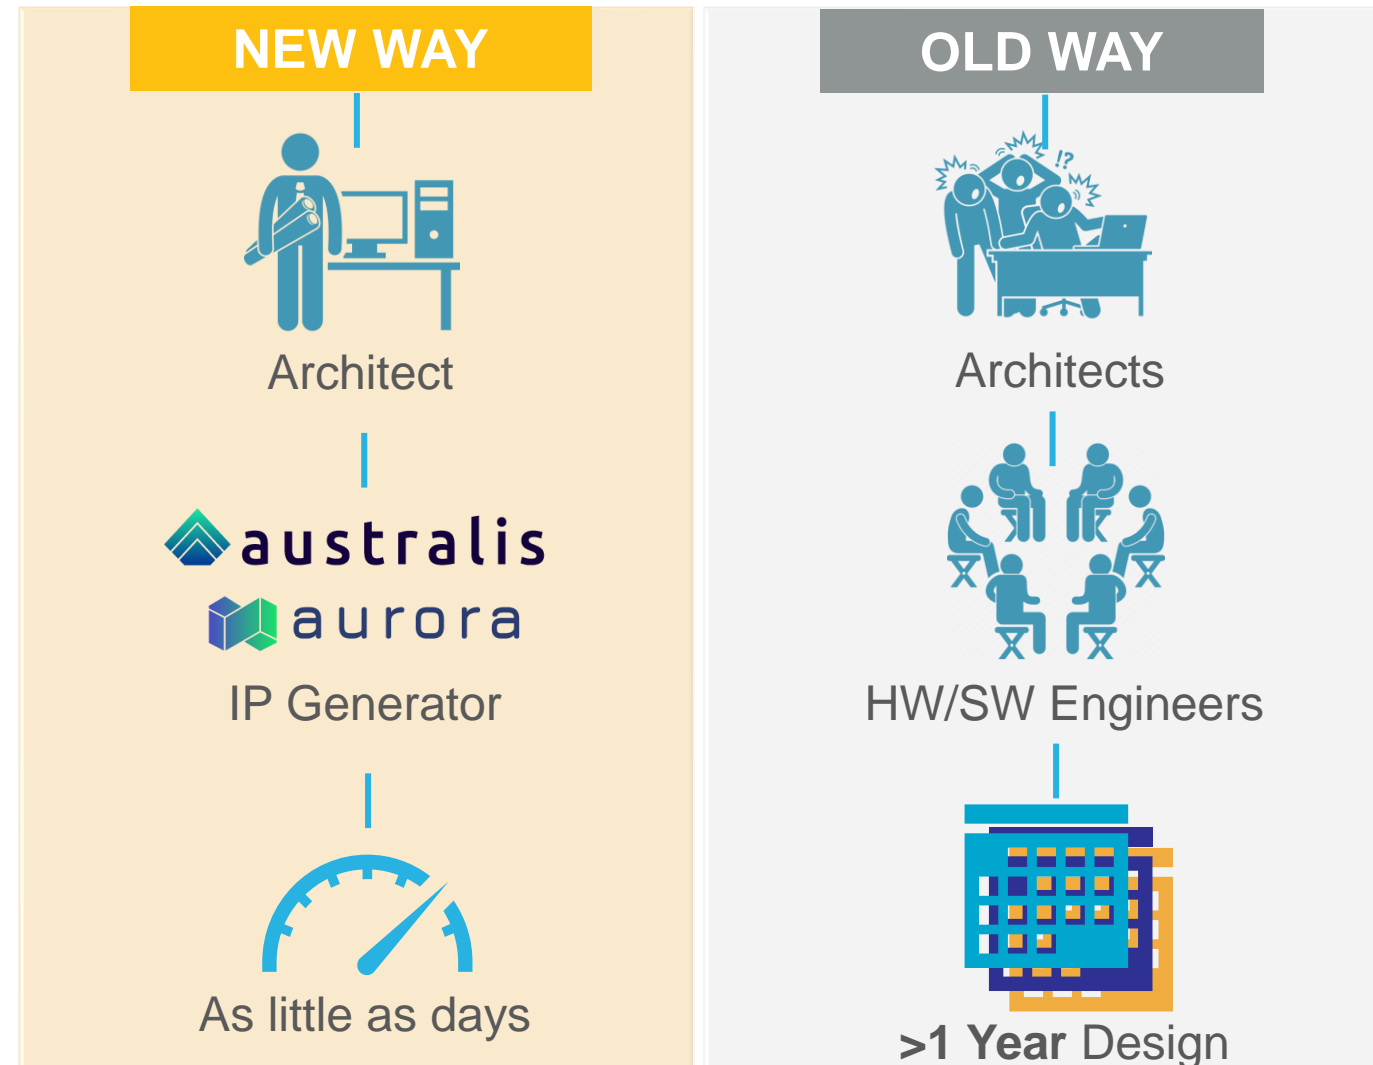 NEW WAY
Architect
australis
aurora
IP Generator
As little as days
OLD WAY
!?
Architects
HW/SW Engineers
>1 Year Design